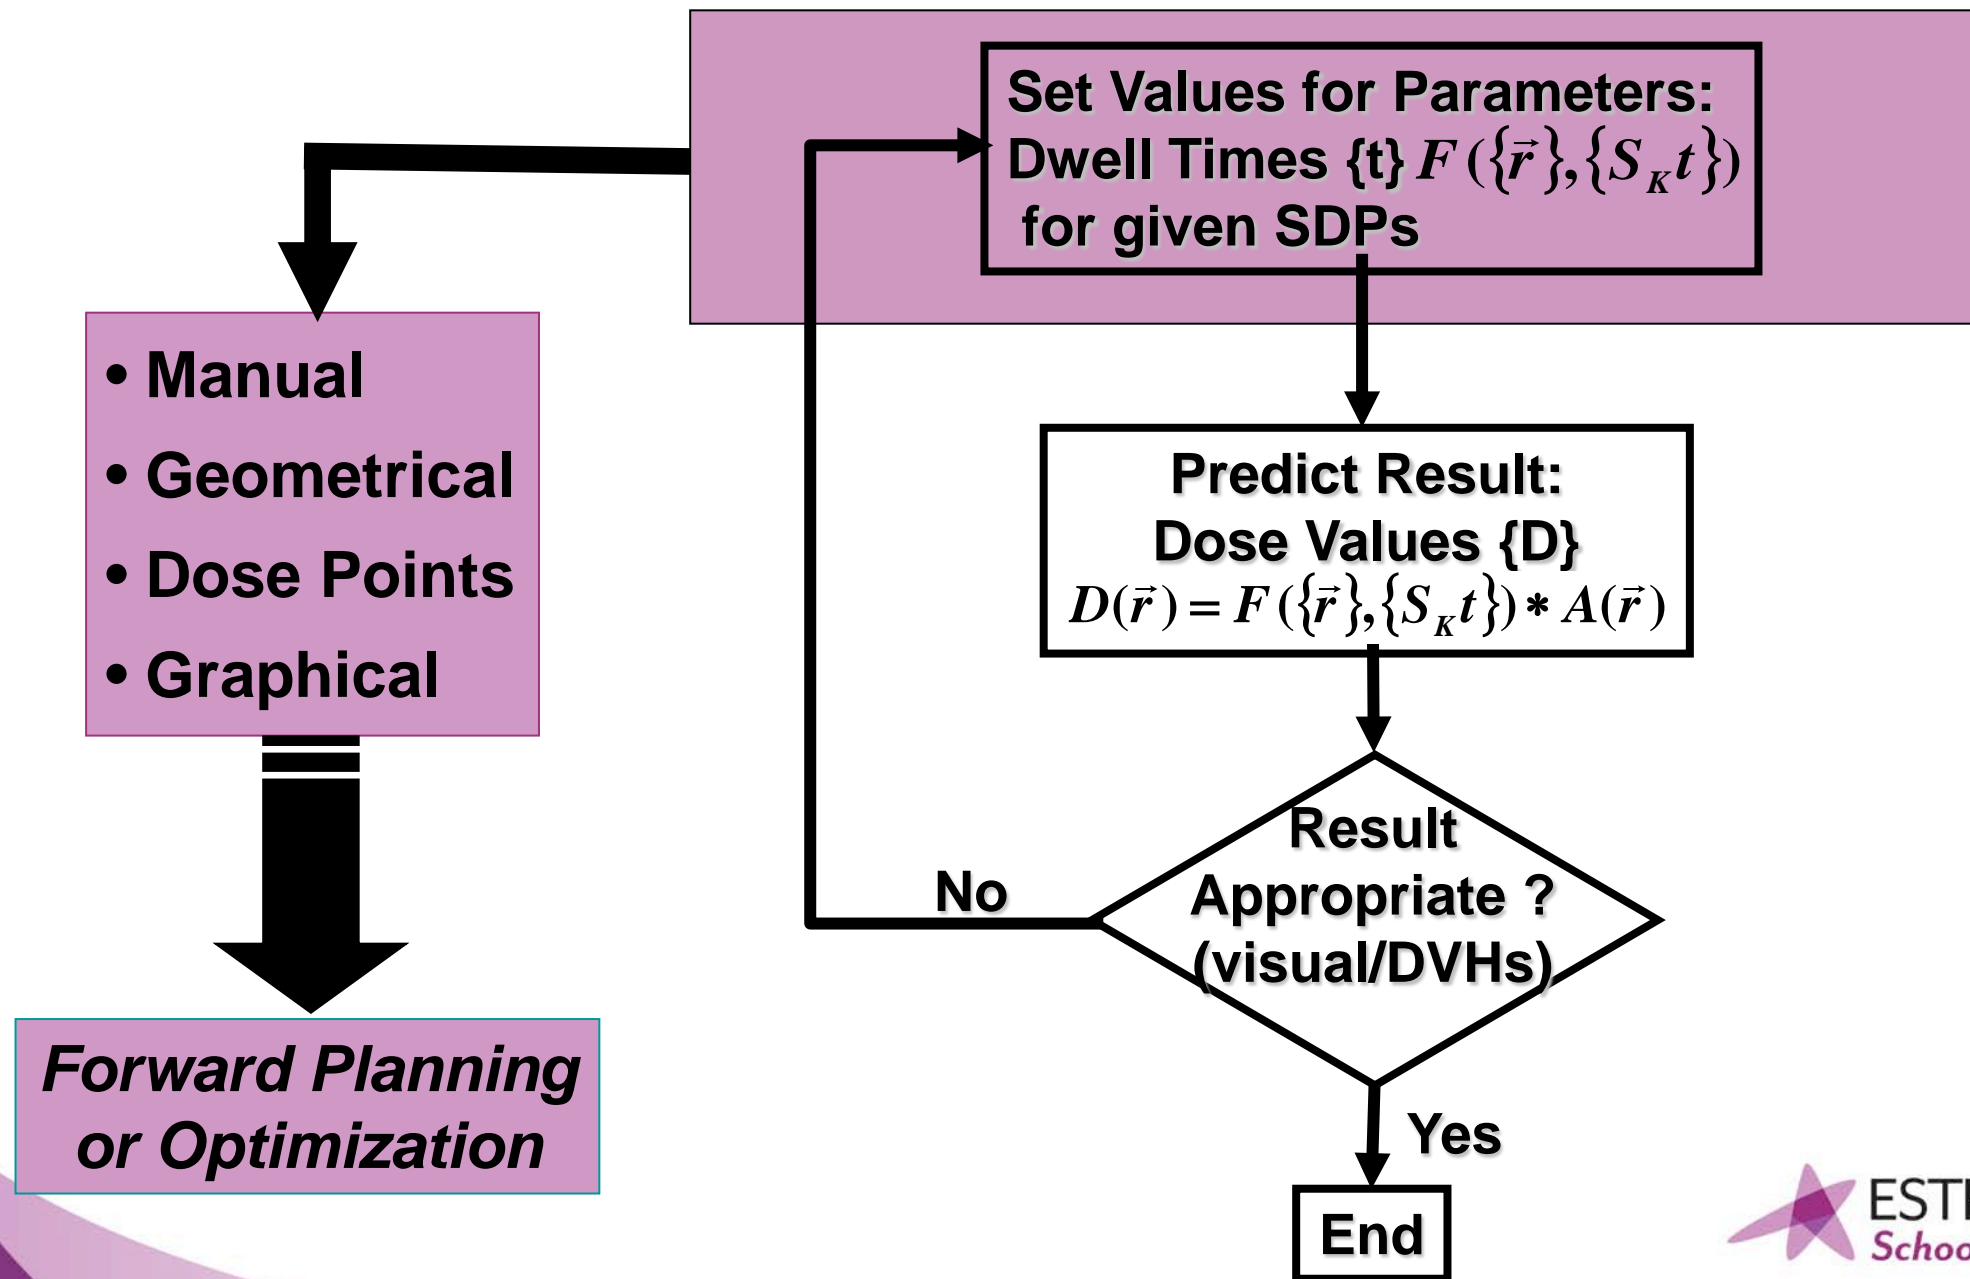 Set Values for Parameters:
Dwell Times {t} F({r⃗},{S_K t})
for given SDPs
• Manual
• Geometrical
• Dose Points
• Graphical
Forward Planning
or Optimization
Predict Result:
Dose Values {D}
D(r⃗) = F({r⃗},{S_K t}) * A(r⃗)
Result
Appropriate ?
(visual/DVHs)
No
Yes
End
School